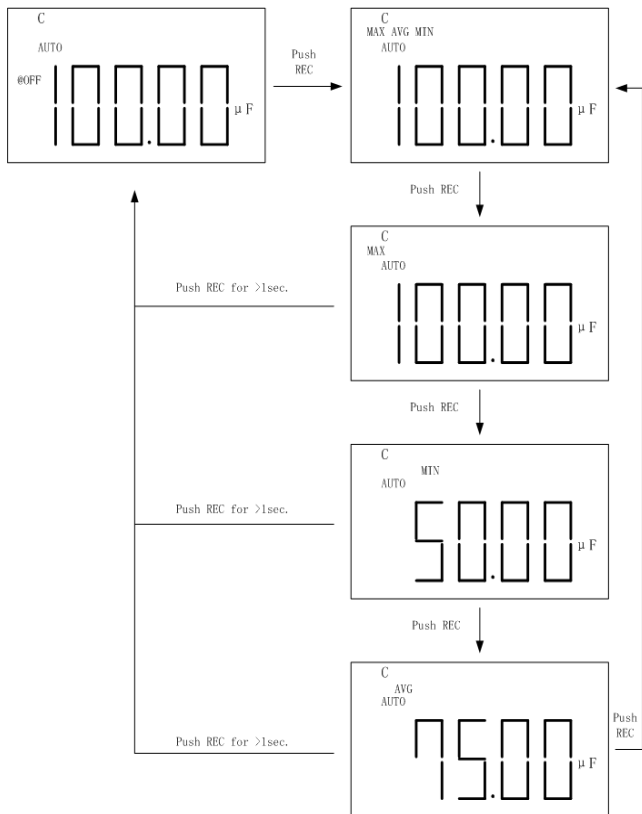 C
AUTO
@OFF
100.00
μF
Push
REC
C
MAX AVG MIN
AUTO
100.00
μF
Push REC
C
MAX
AUTO
100.00
μF
Push REC for >1sec.
Push REC
C
MIN
AUTO
50.00
μF
Push REC for >1sec.
Push REC
C
AVG
AUTO
75.00
μF
Push REC for >1sec.
Push
REC